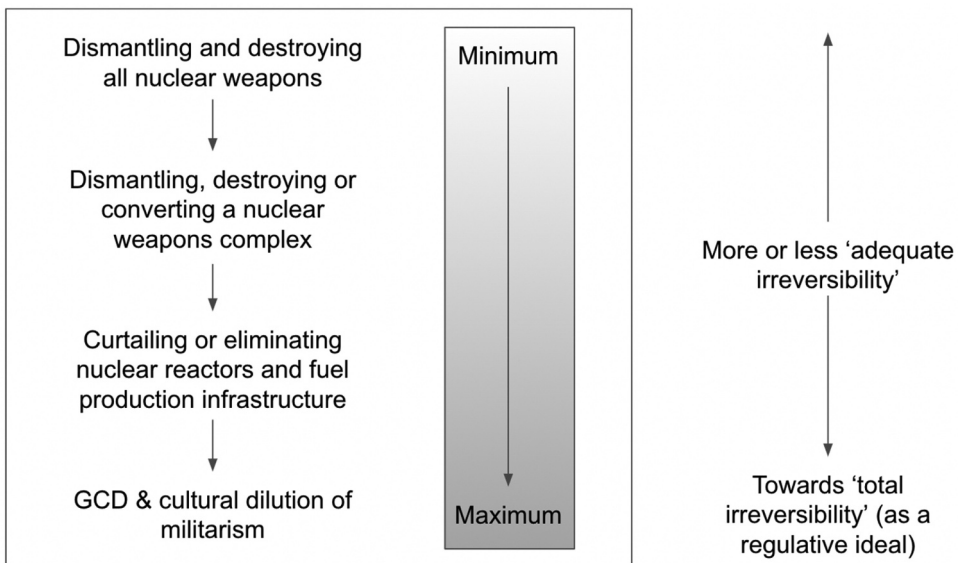 Dismantling and destroying
all nuclear weapons
Dismantling, destroying or
converting a nuclear
weapons complex
Curtailing or eliminating
nuclear reactors and fuel
production infrastructure
GCD & cultural dilution of
militarism
Minimum
Maximum
More or less ‘adequate
irreversibility’
Towards ‘total
irreversibility’ (as a
regulative ideal)